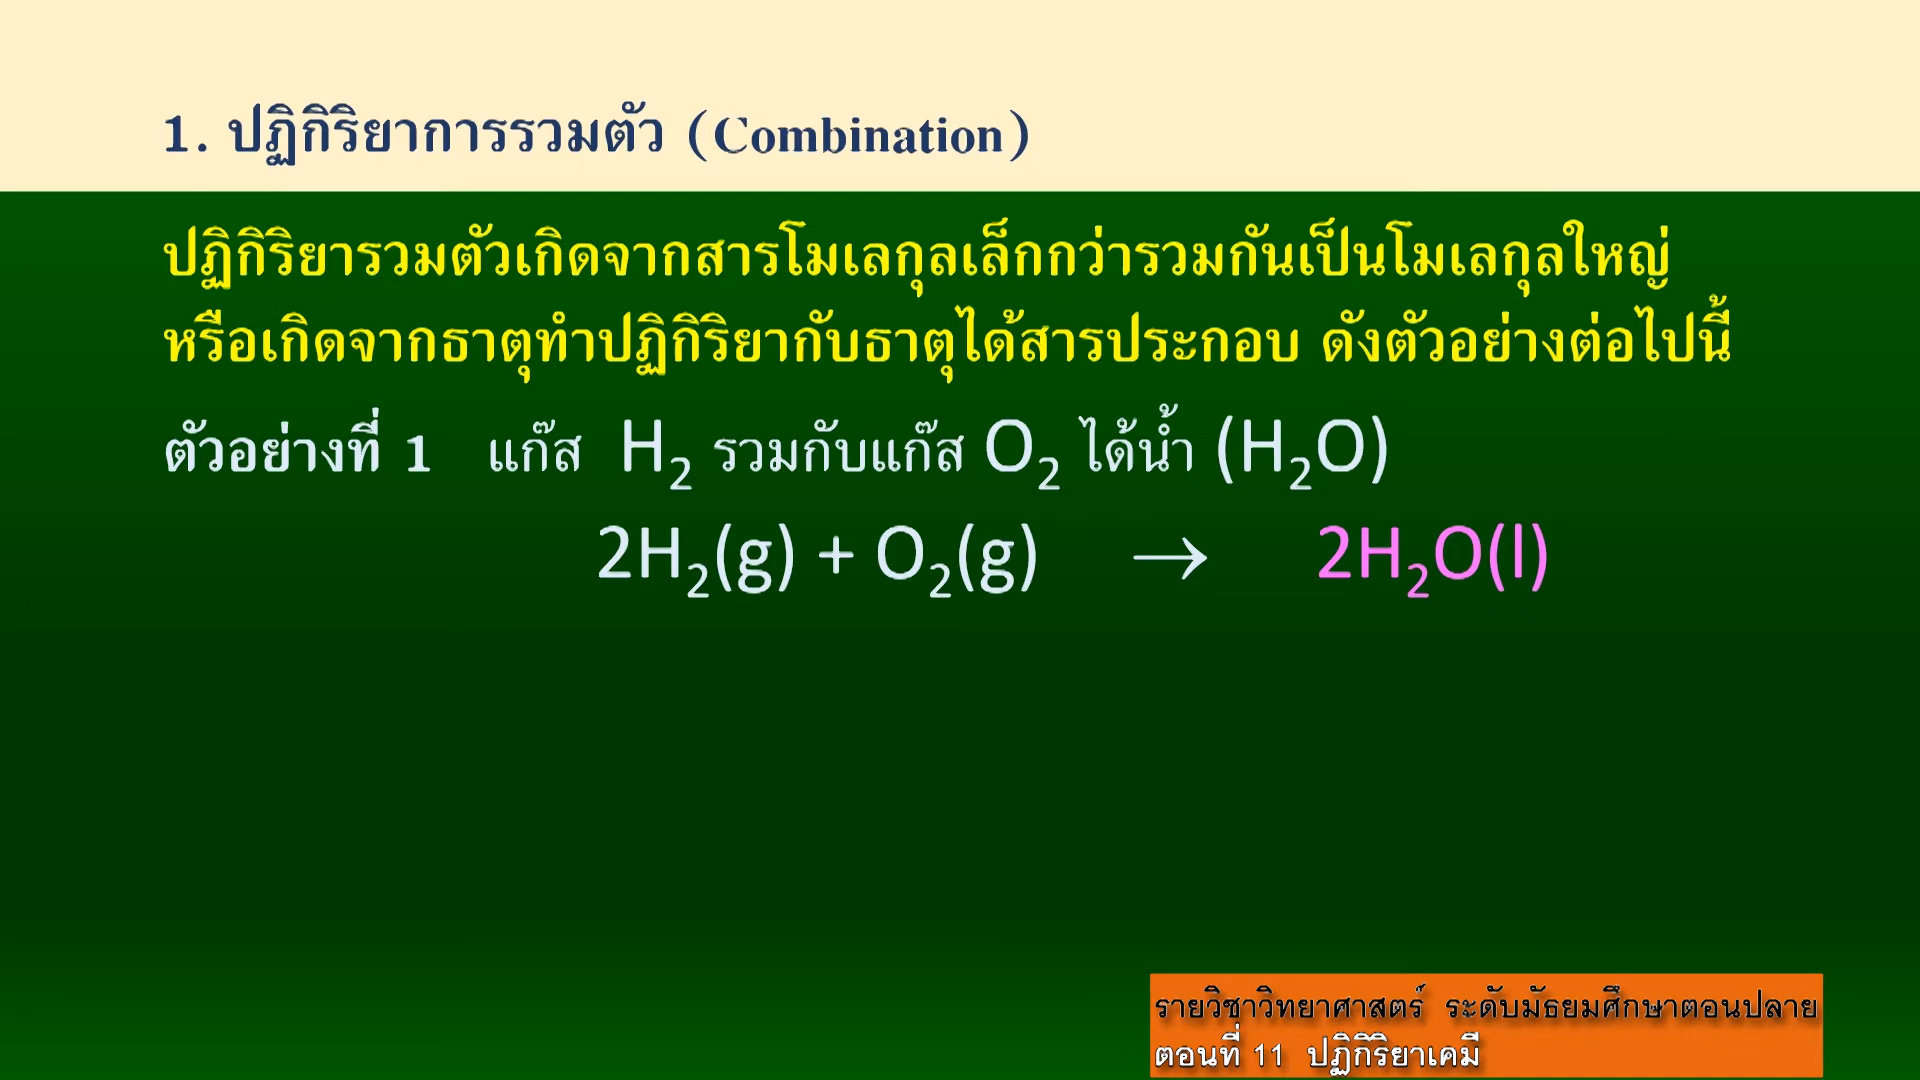 1. ปฏิกิริยาการรวมตัว (Combination)
ปฏิกิริยารวมตัวเกิดจากสารโมเลกุลเล็กกว่ารวมกันเป็นโมเลกุลใหญ่
หรือเกิดจากธาตุทำปฏิกิริยากับธาตุได้สารประกอบ ดังตัวอย่างต่อไปนี้
ตัวอย่างที่ 1 แก๊ส H₂ รวมกับแก๊ส O₂ ได้น้ำ (H₂O)
2H₂(g) + O₂(g) → 2H₂O(l)
รายวิชาวิทยาศาสตร์ ระดับมัธยมศึกษาตอนปลาย
ตอนที่ 11 ปฏิกิริยาเคมี